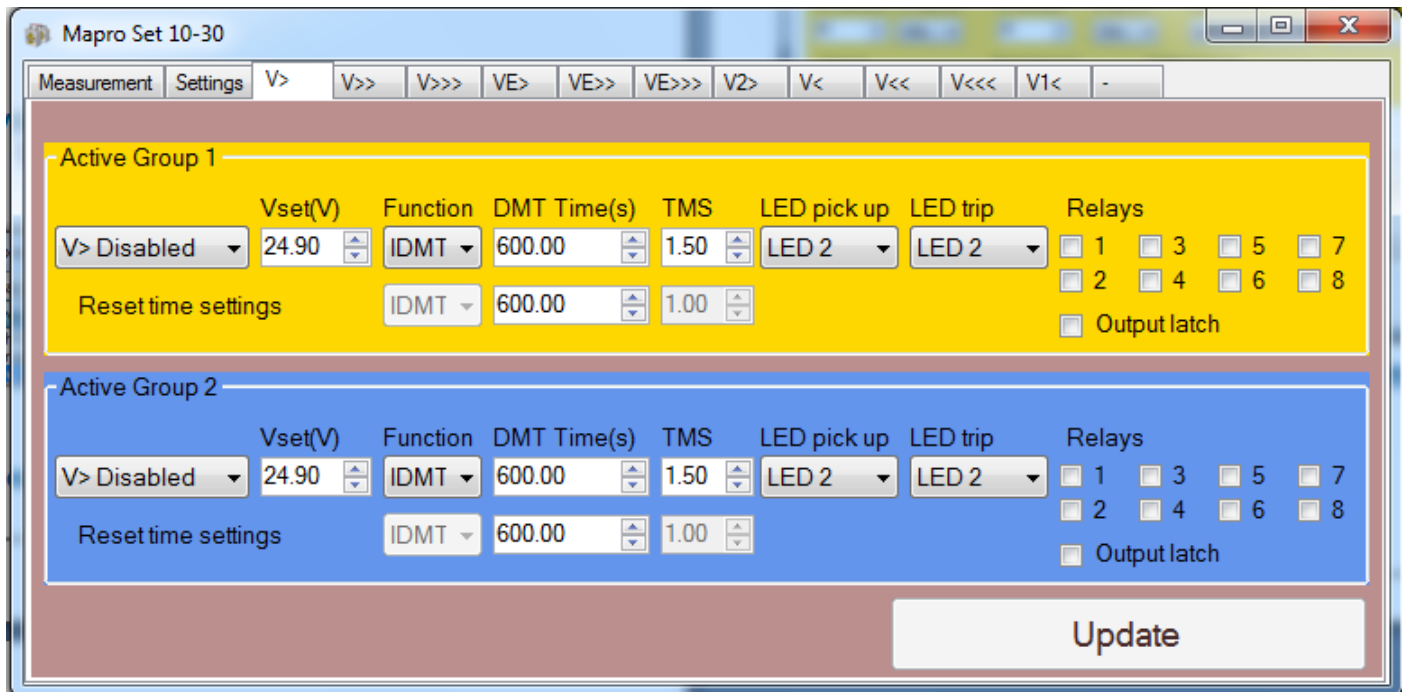 Mapro Set 10-30
Measurement Settings V> V>> V>>> VE> VE>> VE>>> V2> V< V<< V<<< V1< -
Active Group 1
Vset(V) Function DMT Time(s) TMS LED pick up LED trip Relays
V> Disabled 24.90 IDMT 600.00 1.50 LED 2 LED 2 1 3 5 7
2 4 6 8
Reset time settings IDMT 600.00 1.00
Output latch
Active Group 2
Vset(V) Function DMT Time(s) TMS LED pick up LED trip Relays
V> Disabled 24.90 IDMT 600.00 1.50 LED 2 LED 2 1 3 5 7
2 4 6 8
Reset time settings IDMT 600.00 1.00
Output latch
Update